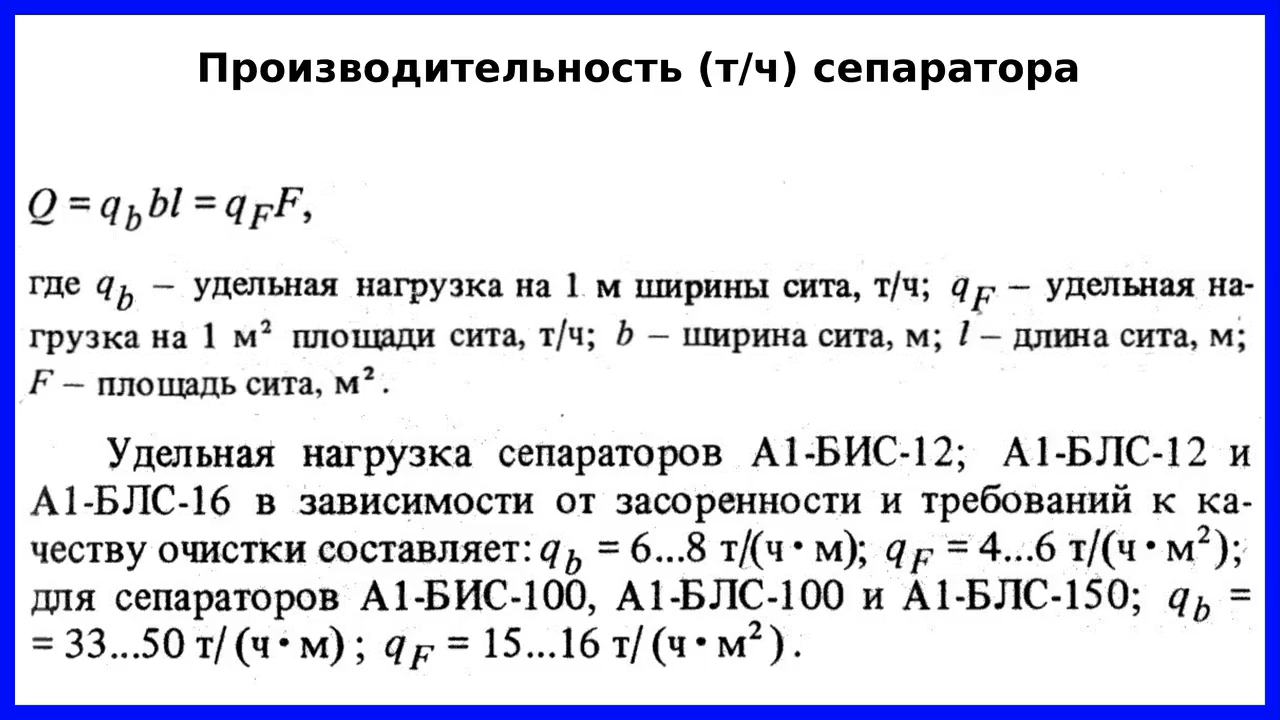 Производительность (т/ч) сепаратора
Q = q_b bl = q_F F,
где q_b – удельная нагрузка на 1 м ширины сита, т/ч; q_F – удельная на-
грузка на 1 м² площади сита, т/ч; b – ширина сита, м; l – длина сита, м;
F – площадь сита, м².
Удельная нагрузка сепараторов А1-БИС-12; А1-БЛС-12 и
А1-БЛС-16 в зависимости от засоренности и требований к ка-
честву очистки составляет: q_b = 6...8 т/(ч · м); q_F = 4...6 т/(ч · м²);
для сепараторов А1-БИС-100, А1-БЛС-100 и А1-БЛС-150; q_b =
= 33...50 т/(ч · м); q_F = 15...16 т/(ч · м²).